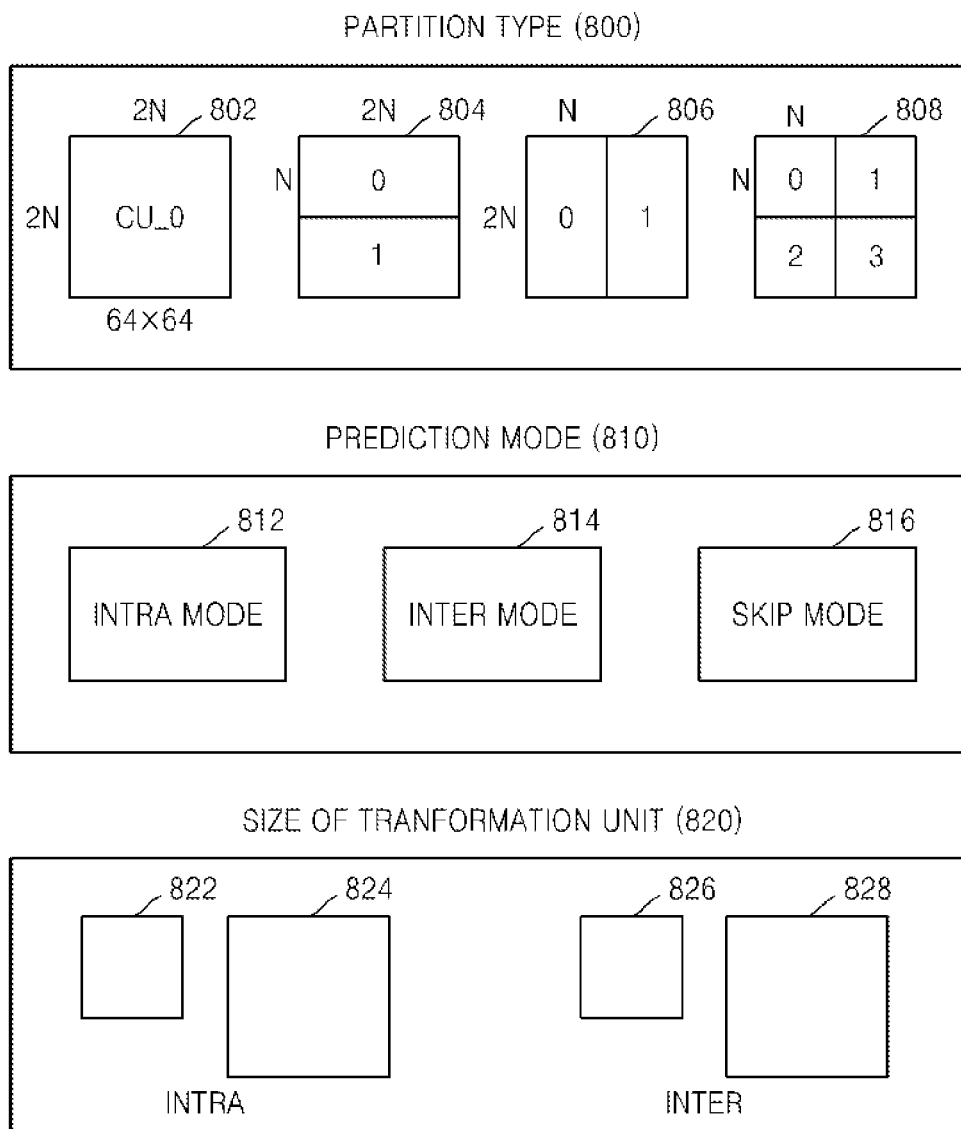 PARTITION TYPE (800)
2N 802 2N 804 N 806 N 808
2N CU_0 N 0 1 2N 0 1 N 0 1 2 3
64×64
PREDICTION MODE (810)
812 814 816
INTRA MODE INTER MODE SKIP MODE
SIZE OF TRANFORMATION UNIT (820)
822 824 826 828
INTRA INTER